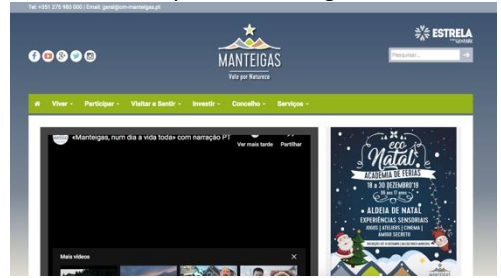 Tel: +351 275 980 000 | Email: geral@cm-manteigas.pt
MANTEIGAS
Vale por Natureza
ESTRELA
Pesquisar...
Viver
Participar
Visitar e Sentir
Investir
Concelho
Serviços
«Manteigas, num dia a vida toda» com narração PT
Ver mais tarde
Partilhar
Mais vídeos
eco
Natal
ACADEMIA DE FÉRIAS
18 a 30 DEZEMBRO'19
ALDEIA DE NATAL
EXPERIÊNCIAS SENSORIAIS
JOGOS | ATELIERS | CINEMA |
AMIGO SECRETO
MANTEIGAS